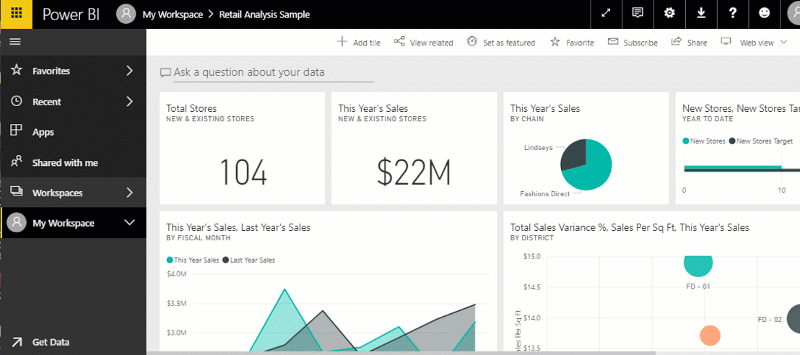 Power BI
My Workspace > Retail Analysis Sample
Add tile View related Set as featured Favorite Subscribe Share Web view
Favorites
Recent
Apps
Shared with me
Workspaces
My Workspace
Get Data
Ask a question about your data
Total Stores
NEW & EXISTING STORES
104
This Year's Sales
NEW & EXISTING STORES
$22M
This Year's Sales
BY CHAIN
Lindseys
Fashions Direct
New Stores, New Stores Ta
YEAR TO DATE
New Stores New Stores Target
0 10
This Year's Sales, Last Year's Sales
BY FISCAL MONTH
This Year Sales Last Year Sales
$4.0M
$3.5M
$3.0M
Total Sales Variance %, Sales Per Sq Ft, This Year's Sales
BY DISTRICT
$15.0
$14.5
$14.0
$13.5
les Per Sq Ft
FD - 01
FD - 02